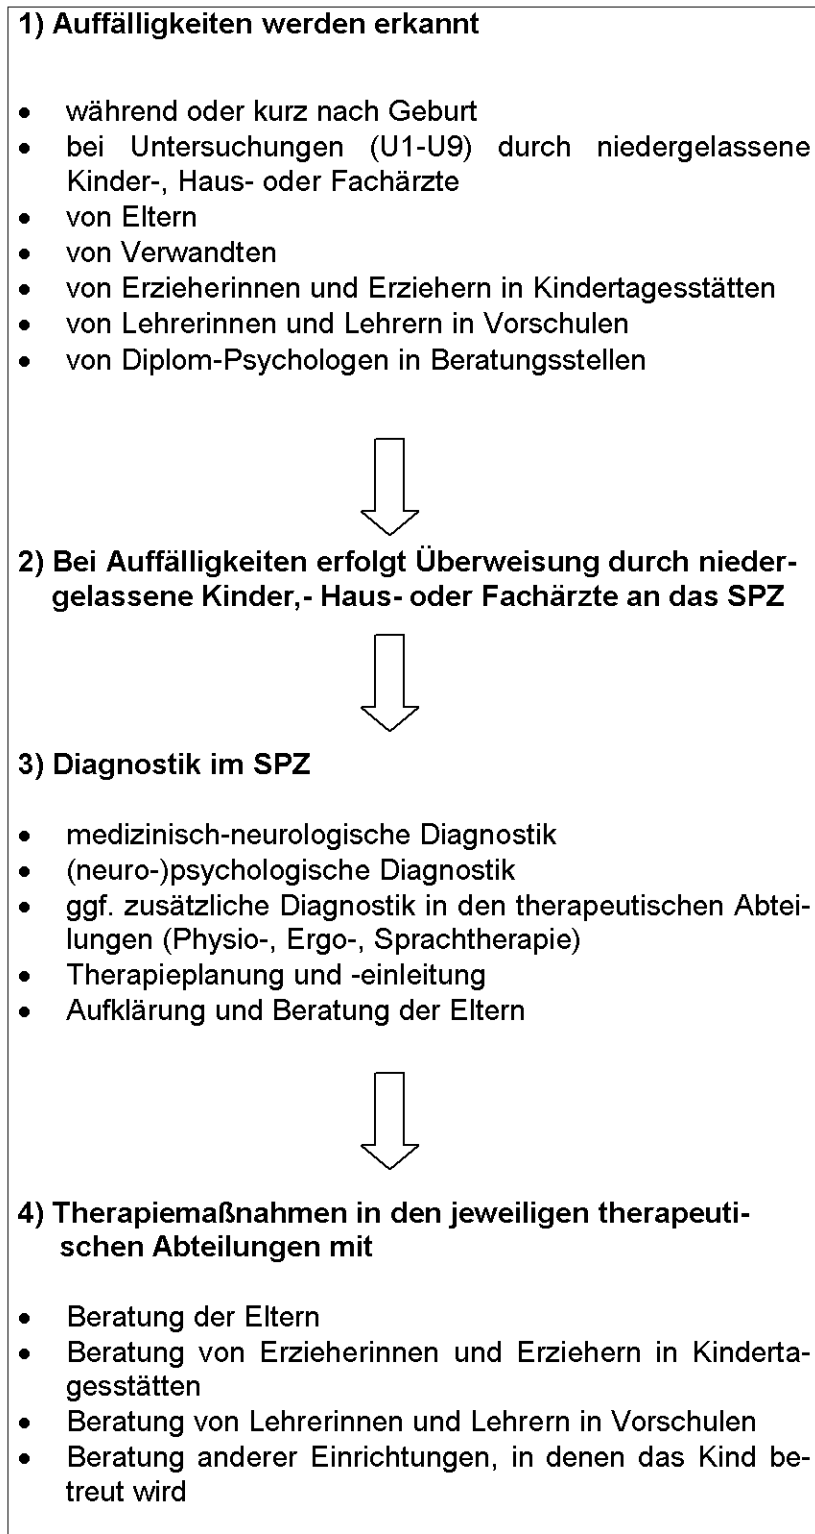 1) Auffälligkeiten werden erkannt
• während oder kurz nach Geburt
• bei Untersuchungen (U1-U9) durch niedergelassene
Kinder-, Haus- oder Fachärzte
• von Eltern
• von Verwandten
• von Erzieherinnen und Erziehern in Kindertagesstätten
• von Lehrerinnen und Lehrern in Vorschulen
• von Diplom-Psychologen in Beratungsstellen
2) Bei Auffälligkeiten erfolgt Überweisung durch nieder-
gelassene Kinder,- Haus- oder Fachärzte an das SPZ
3) Diagnostik im SPZ
• medizinisch-neurologische Diagnostik
• (neuro-)psychologische Diagnostik
• ggf. zusätzliche Diagnostik in den therapeutischen Abtei-
lungen (Physio-, Ergo-, Sprachtherapie)
• Therapieplanung und -einleitung
• Aufklärung und Beratung der Eltern
4) Therapiemaßnahmen in den jeweiligen therapeuti-
schen Abteilungen mit
• Beratung der Eltern
• Beratung von Erzieherinnen und Erziehern in Kinderta-
gesstätten
• Beratung von Lehrerinnen und Lehrern in Vorschulen
• Beratung anderer Einrichtungen, in denen das Kind be-
treut wird